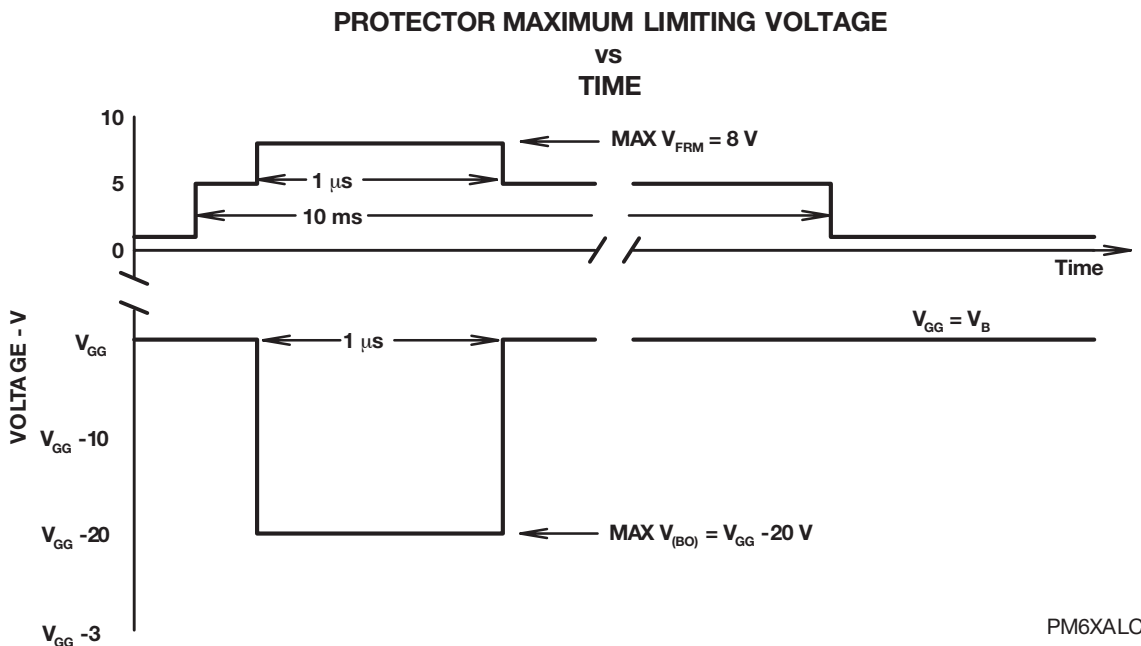 PROTECTOR MAXIMUM LIMITING VOLTAGE
vs
TIME
10
MAX V_FRM = 8 V
5
1 μs
10 ms
0
Time
VOLTAGE - V
V_GG = V_B
V_GG
1 μs
V_GG -10
V_GG -20
MAX V_(BO) = V_GG -20 V
V_GG -3
PM6XALC